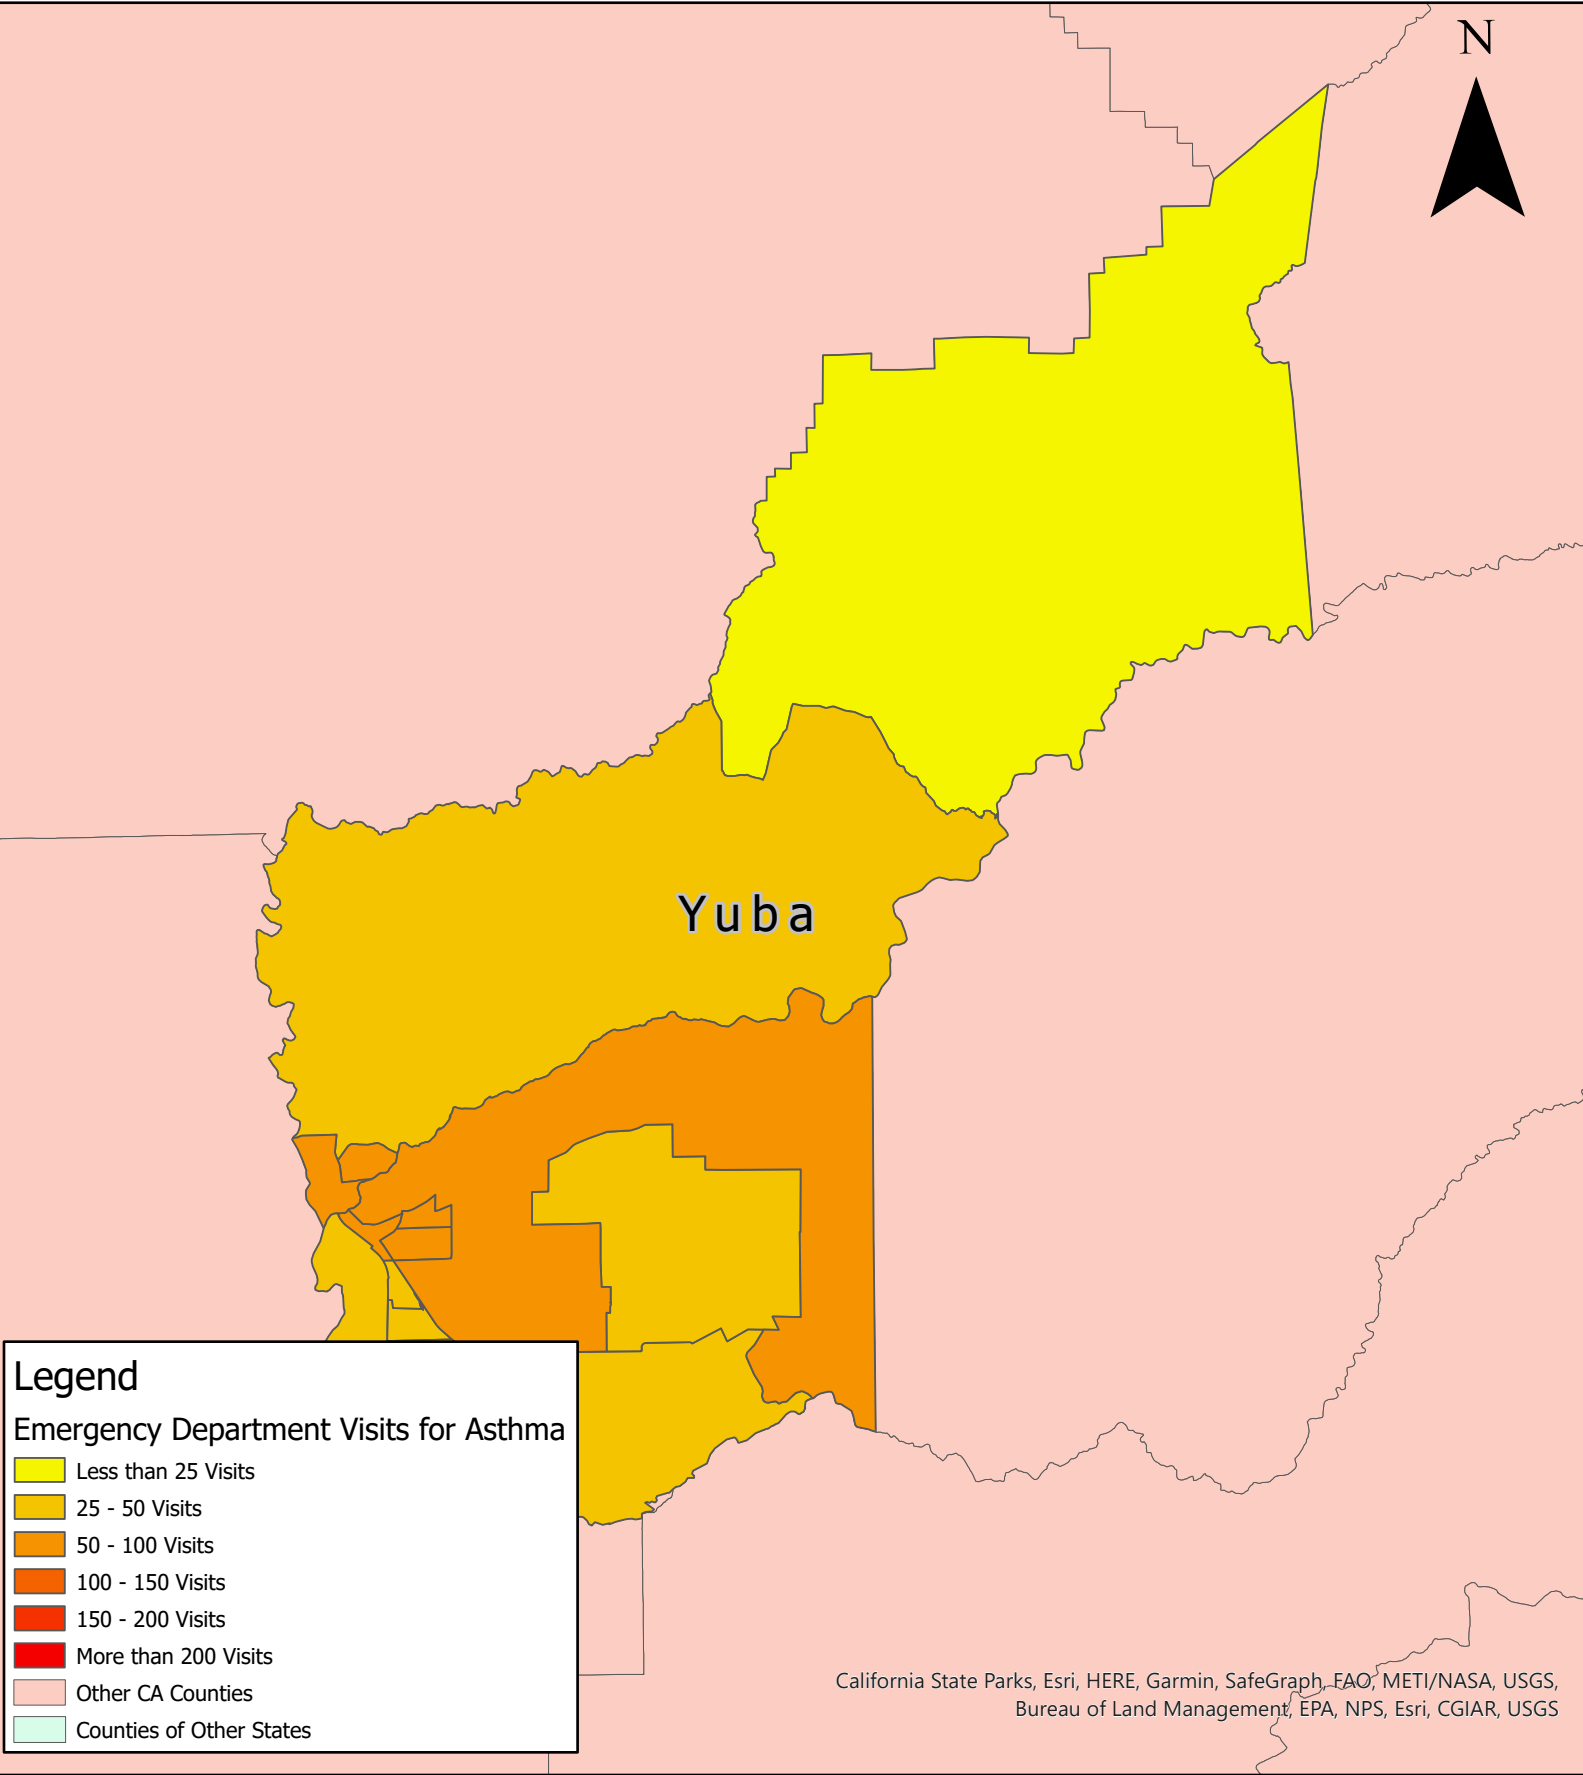 N
Yuba
Legend
Emergency Department Visits for Asthma
Less than 25 Visits
25 - 50 Visits
50 - 100 Visits
100 - 150 Visits
150 - 200 Visits
More than 200 Visits
Other CA Counties
Counties of Other States
California State Parks, Esri, HERE, Garmin, SafeGraph, FAO, METI/NASA, USGS,
Bureau of Land Management, EPA, NPS, Esri, CGIAR, USGS